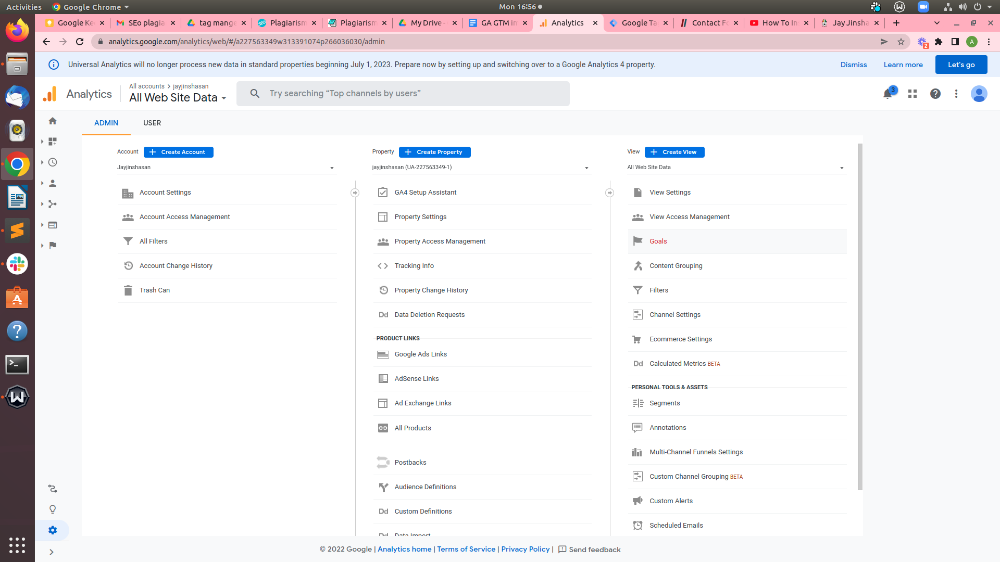 Activities Google Chrome Mon 16:56
Google Ke SEo plagia tag mange Plagiarism Plagiarism My Drive - GA GTM im Analytics Google Ta Contact Fo How To In Jay Jinsha
analytics.google.com/analytics/web/#/a227563349w313391074p266036030/admin
2 A
Universal Analytics will no longer process new data in standard properties beginning July 1, 2023. Prepare now by setting up and switching over to a Google Analytics 4 property. Dismiss Learn more Let's go
Analytics
All accounts > jayjinshasan
All Web Site Data
Try searching “Top channels by users”
3
ADMIN USER
Account Create Account
Jayjinshasan
Account Settings
Account Access Management
All Filters
Account Change History
Trash Can
Property Create Property
jayjinshasan (UA-227563349-1)
GA4 Setup Assistant
Property Settings
Property Access Management
Tracking Info
Property Change History
Dd Data Deletion Requests
PRODUCT LINKS
Google Ads Links
AdSense Links
Ad Exchange Links
All Products
Postbacks
Audience Definitions
Dd Custom Definitions
Dd Data Import
View Create View
All Web Site Data
View Settings
View Access Management
Goals
Content Grouping
Filters
Channel Settings
Ecommerce Settings
Dd Calculated Metrics BETA
PERSONAL TOOLS & ASSETS
Segments
Annotations
Multi-Channel Funnels Settings
Custom Channel Grouping BETA
Custom Alerts
Scheduled Emails
© 2022 Google | Analytics home | Terms of Service | Privacy Policy | Send feedback